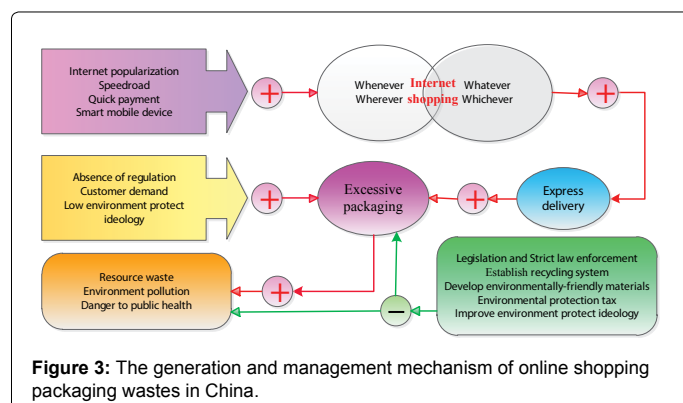 Internet popularization
Speedroad
Quick payment
Smart mobile device
+
Whenever
Wherever
Internet
shopping
Whatever
Whichever
+
Absence of regulation
Customer demand
Low environment protect
ideology
+
Excessive
packaging
+
Express
delivery
Resource waste
Environment pollution
Danger to public health
+
−
Legislation and Strict law enforcement
Establish recycling system
Develop environmentally-friendly materials
Environmental protection tax
Improve environment protect ideology
Figure 3: The generation and management mechanism of online shopping
packaging wastes in China.